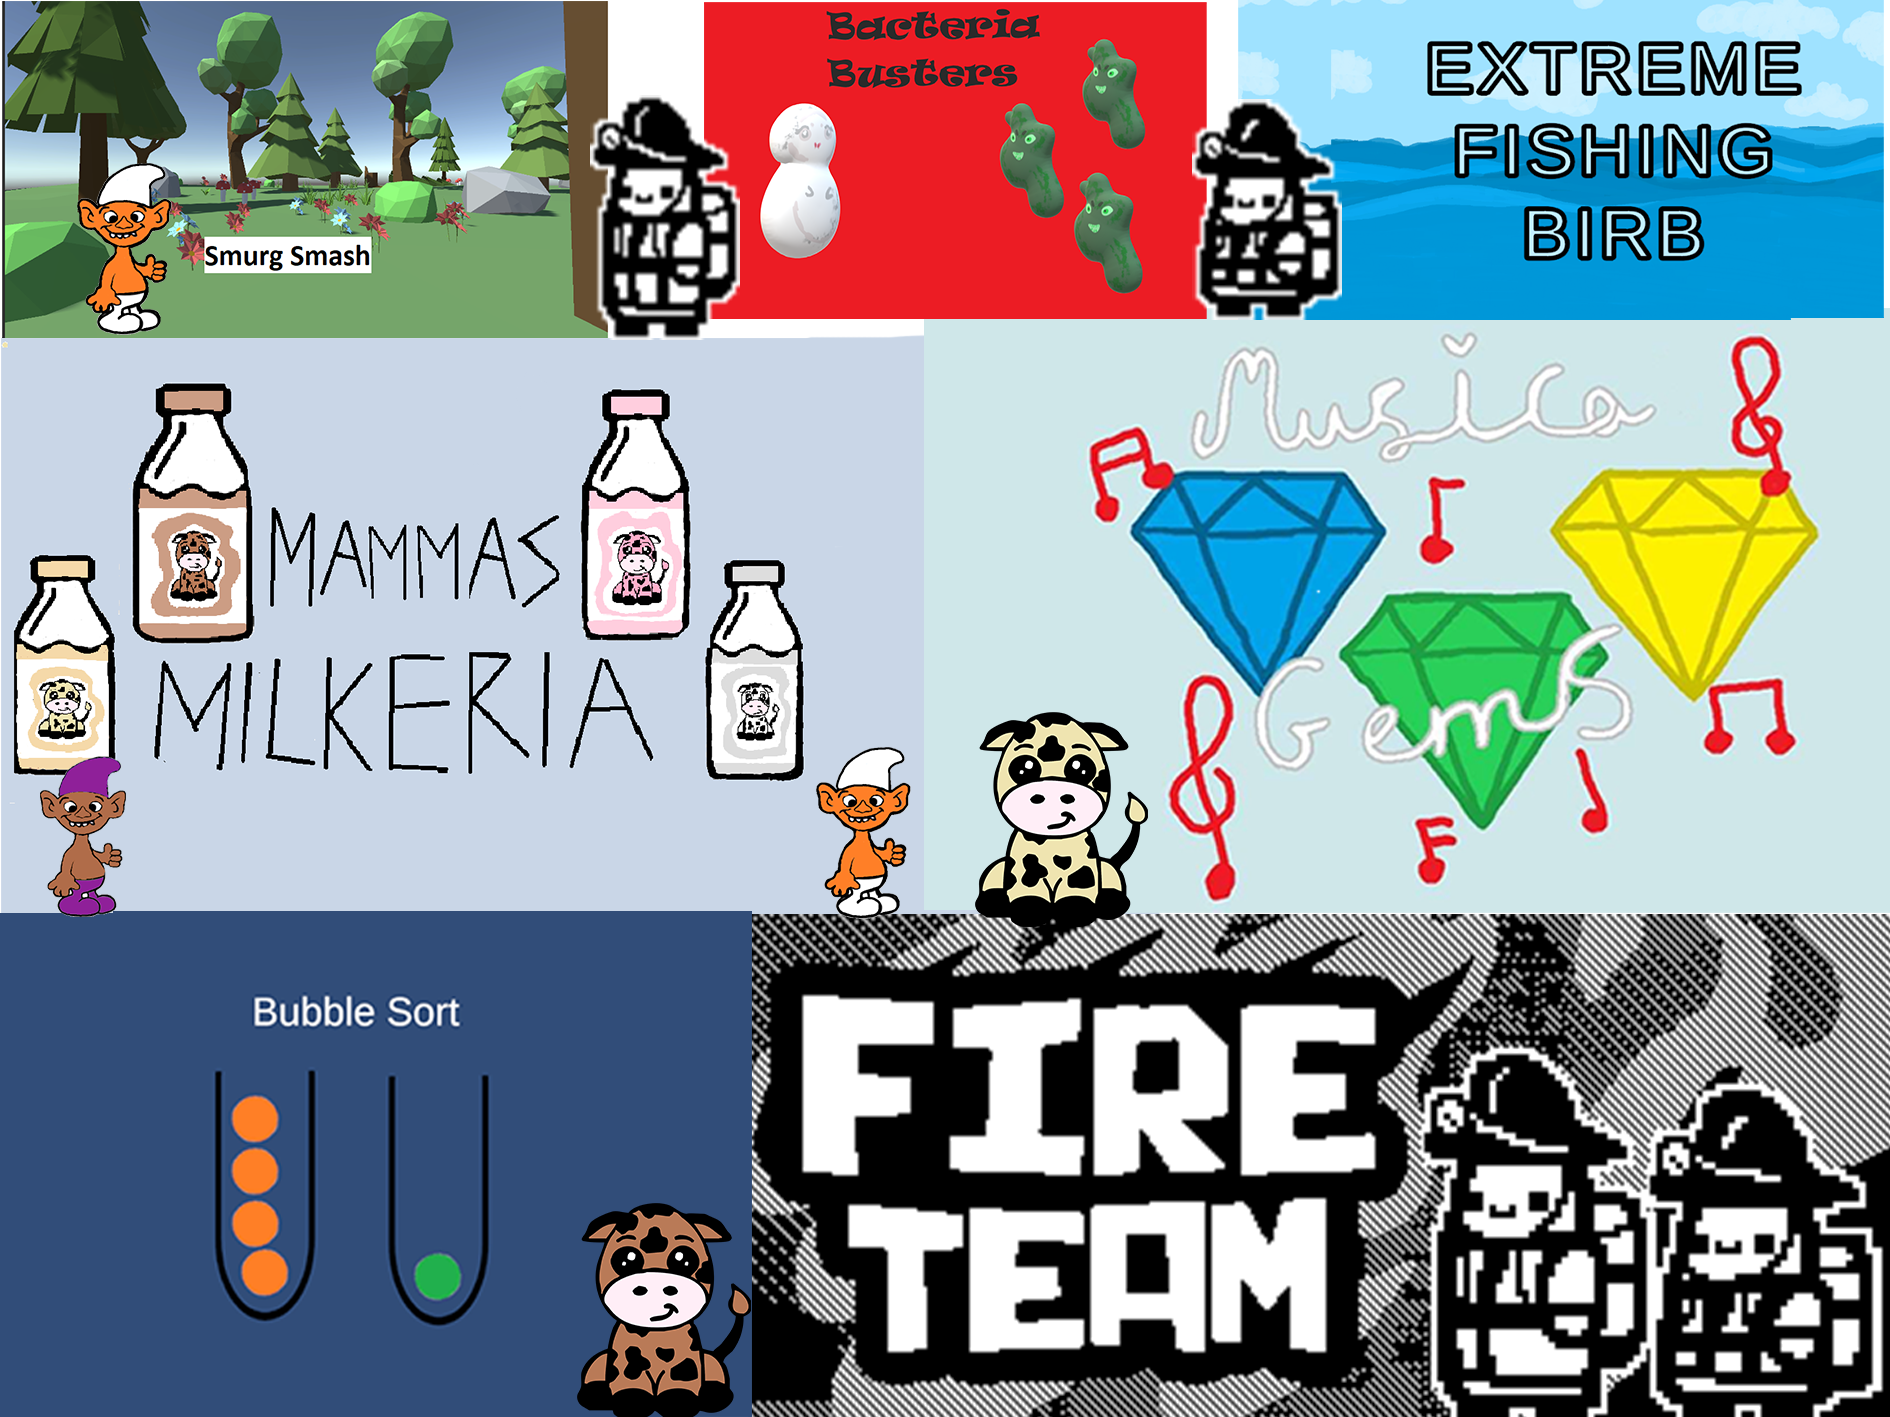 Smurg Smash
Bacteria
Busters
EXTREME
FISHING
BIRB
MAMMAS
MILKERIA
Musica
Gems
Bubble Sort
FIRE
TEAM